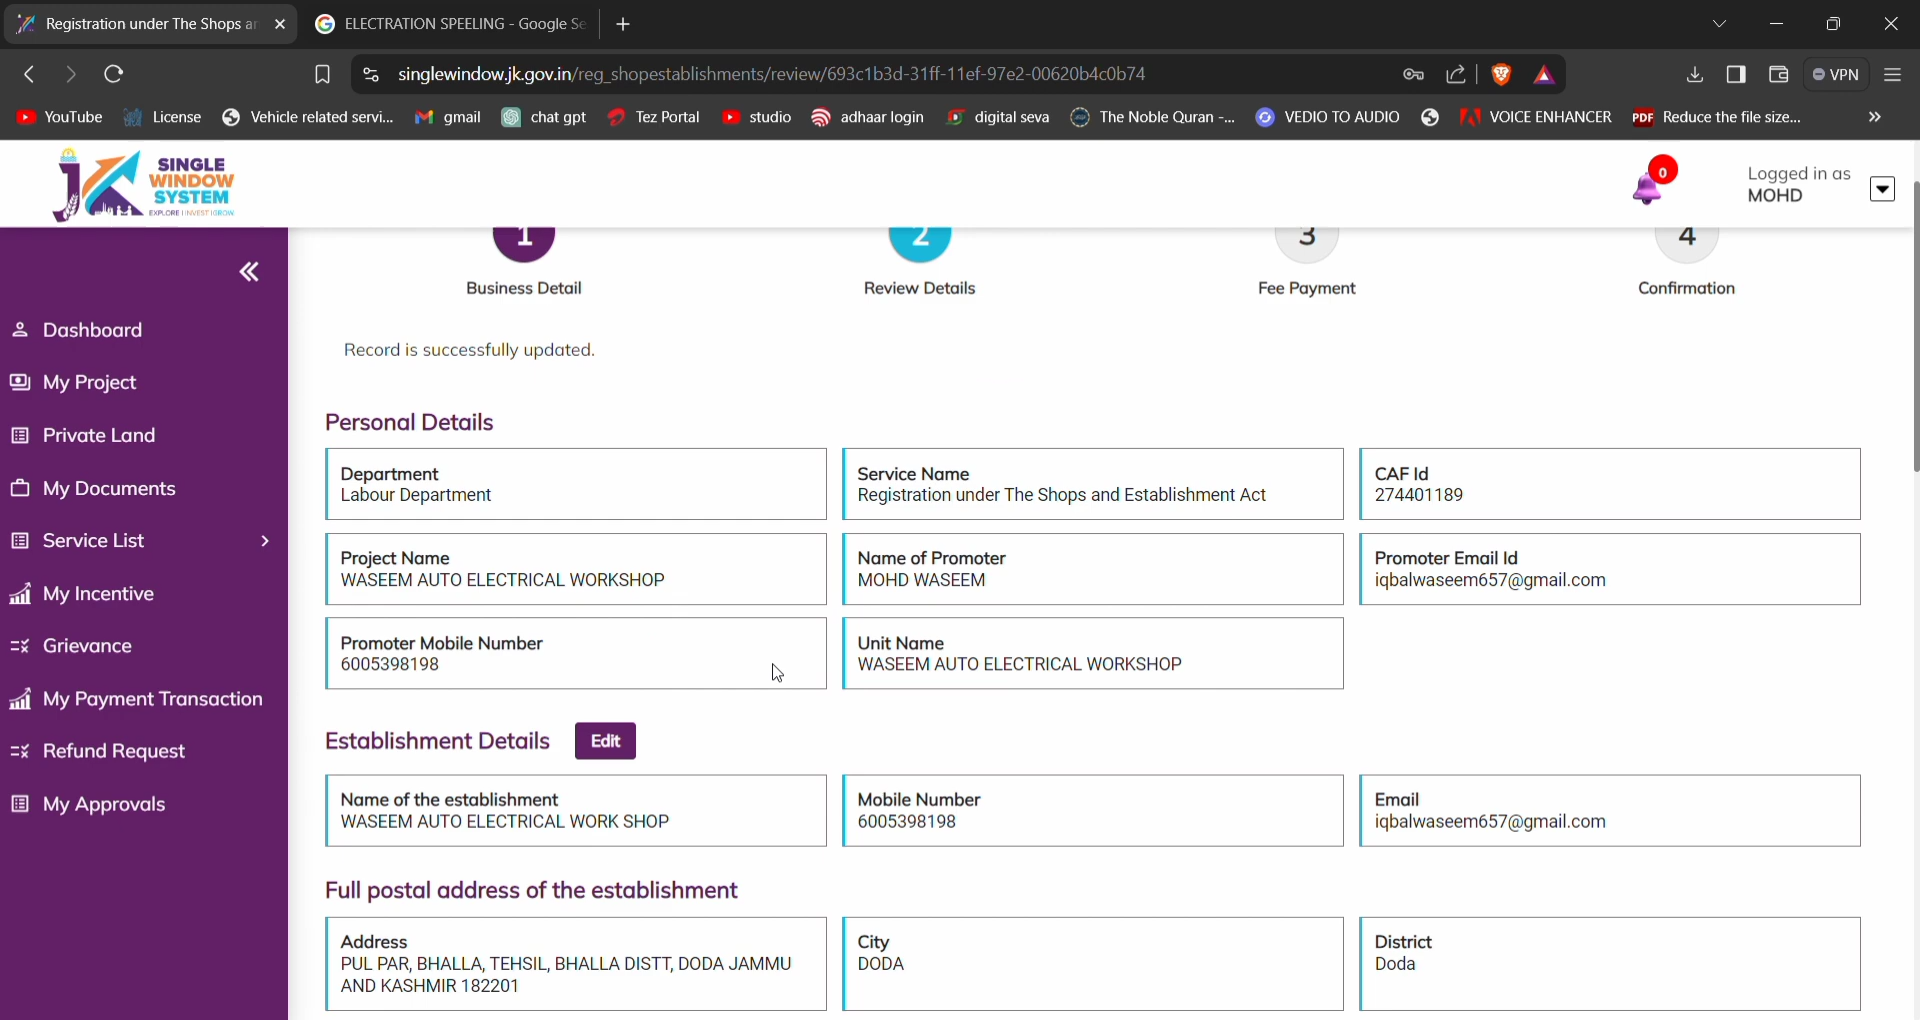 Registration under The Shops ar
ELECTRATION SPEELING - Google Se
singlewindow.jk.gov.in/reg_shopestablishments/review/693c1b3d-31ff-11ef-97e2-00620b4c0b74
VPN
YouTube
License
Vehicle related servi...
gmail
chat gpt
Tez Portal
studio
adhaar login
digital seva
The Noble Quran -...
VEDIO TO AUDIO
VOICE ENHANCER
PDF
Reduce the file size...
SINGLE
WINDOW
SYSTEM
EXPLORE | INVEST | GROW
0
Logged in as
MOHD
1
2
3
4
Business Detail
Review Details
Fee Payment
Confirmation
Dashboard
My Project
Private Land
My Documents
Service List
My Incentive
Grievance
My Payment Transaction
Refund Request
My Approvals
Record is successfully updated.
Personal Details
Department
Labour Department
Service Name
Registration under The Shops and Establishment Act
CAF Id
274401189
Project Name
WASEEM AUTO ELECTRICAL WORKSHOP
Name of Promoter
MOHD WASEEM
Promoter Email Id
iqbalwaseem657@gmail.com
Promoter Mobile Number
6005398198
Unit Name
WASEEM AUTO ELECTRICAL WORKSHOP
Establishment Details
Edit
Name of the establishment
WASEEM AUTO ELECTRICAL WORK SHOP
Mobile Number
6005398198
Email
iqbalwaseem657@gmail.com
Full postal address of the establishment
Address
PUL PAR, BHALLA, TEHSIL, BHALLA DISTT, DODA JAMMU
AND KASHMIR 182201
City
DODA
District
Doda